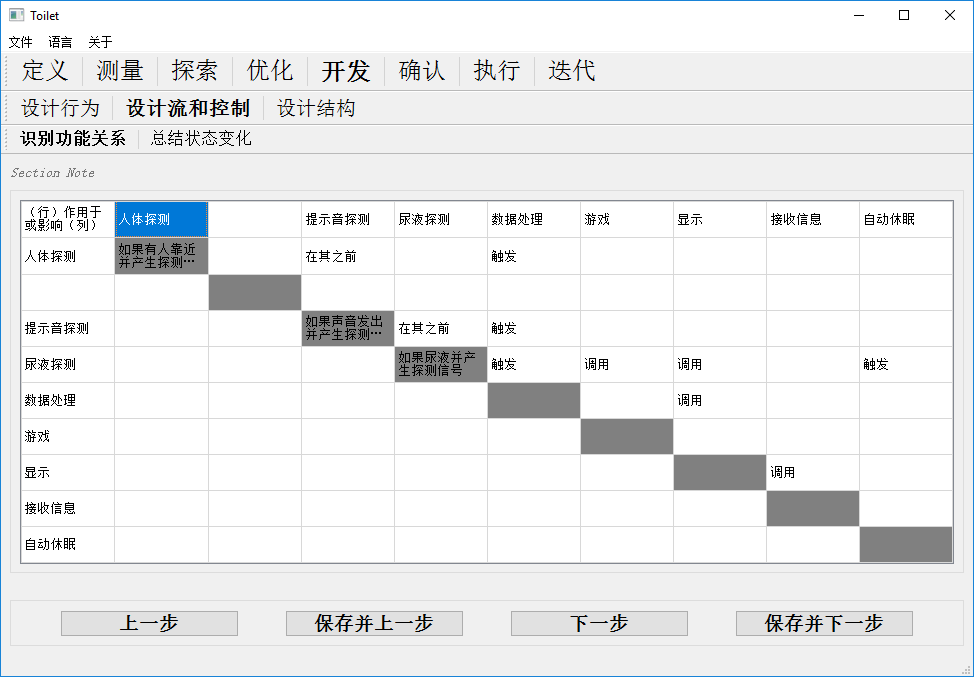 Toilet
文件 语言 关于
定义 测量 探索 优化 开发 确认 执行 迭代
设计行为 设计流和控制 设计结构
识别功能关系 总结状态变化
Section Note
（行）作用于
或影响（列） 人体探测 提示音探测 尿液探测 数据处理 游戏 显示 接收信息 自动休眠
人体探测 如果有人靠近
并产生探测… 在其之前 触发
提示音探测 如果声音发出
并产生探测… 在其之前 触发
尿液探测 如果尿液并产
生探测信号 触发 调用 调用 触发
数据处理 调用
游戏
显示 调用
接收信息
自动休眠
上一步 保存并上一步 下一步 保存并下一步